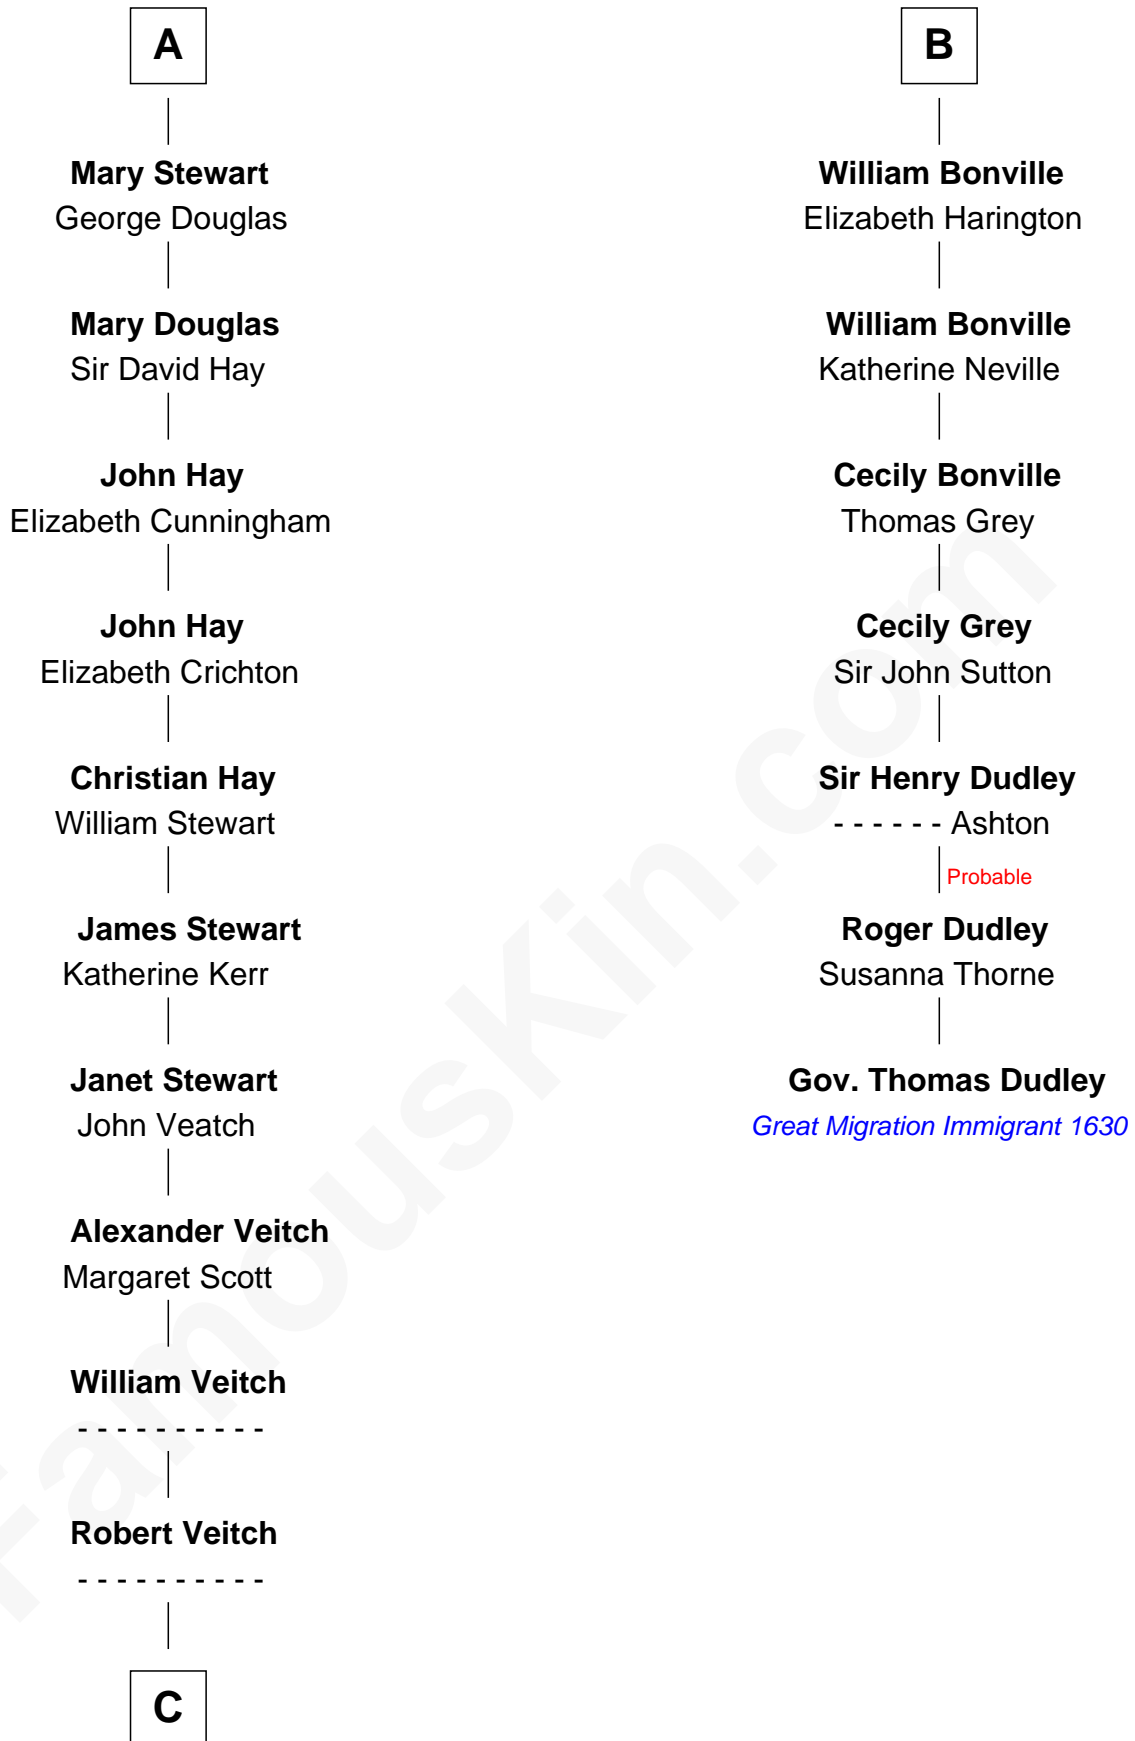 A
Mary Stewart
George Douglas
Mary Douglas
Sir David Hay
John Hay
Elizabeth Cunningham
John Hay
Elizabeth Crichton
Christian Hay
William Stewart
James Stewart
Katherine Kerr
Janet Stewart
John Veatch
Alexander Veitch
Margaret Scott
William Veitch
- - - - - - - - - -
Robert Veitch
- - - - - - - - - -
C
B
William Bonville
Elizabeth Harington
William Bonville
Katherine Neville
Cecily Bonville
Thomas Grey
Cecily Grey
Sir John Sutton
Sir Henry Dudley
- - - - - - Ashton
Probable
Roger Dudley
Susanna Thorne
Gov. Thomas Dudley
Great Migration Immigrant 1630
FamousKin.com